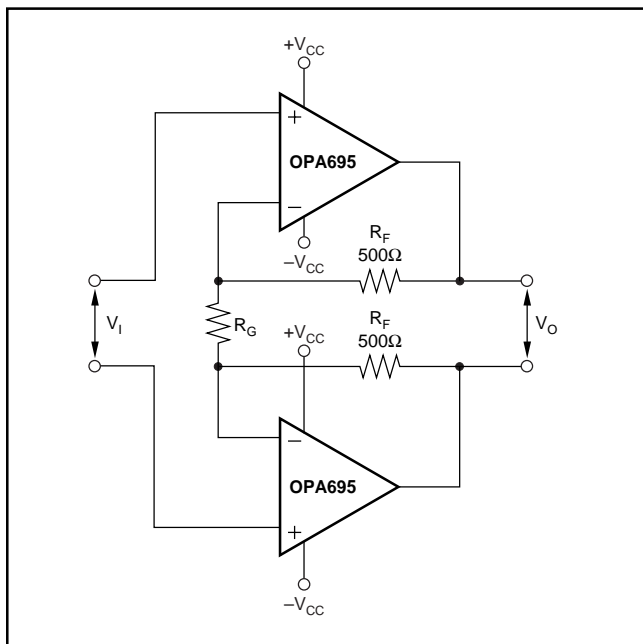 +V_CC
+
OPA695
−
−V_CC
R_F
500Ω
V_I
R_G
+V_CC
R_F
500Ω
V_O
−
OPA695
+
−V_CC